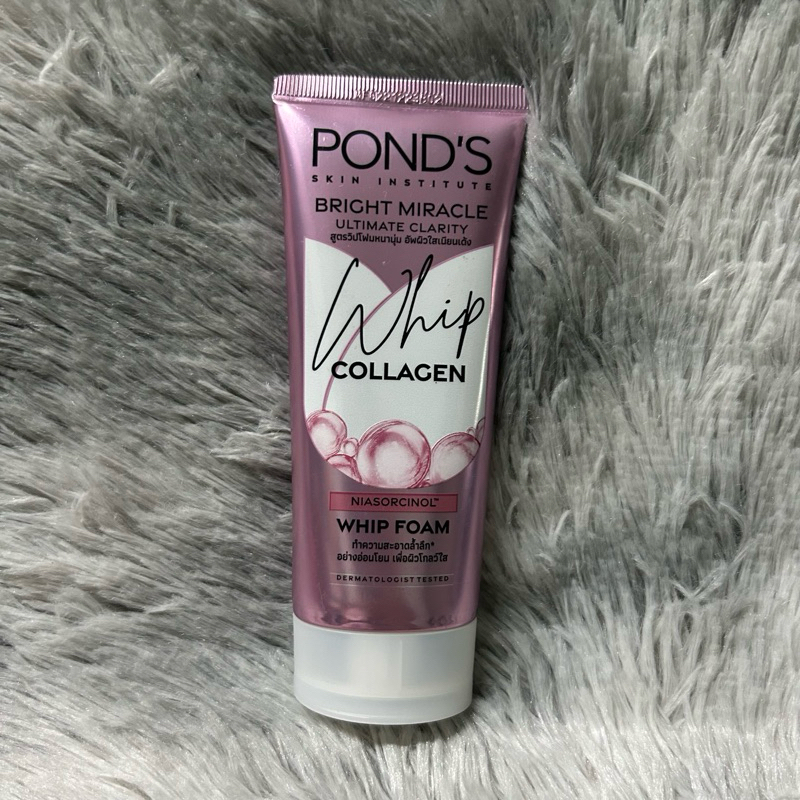 POND'S
SKIN INSTITUTE
BRIGHT MIRACLE
ULTIMATE CLARITY
สูตรวิปโฟมหนานุ่ม อัพผิวใสเนียนเด้ง
Whip
COLLAGEN
NIASORCINOL™
WHIP FOAM
ทำความสะอาดล้ำลึก*
อย่างอ่อนโยน เพื่อผิวโกลว์ใส
DERMATOLOGIST TESTED